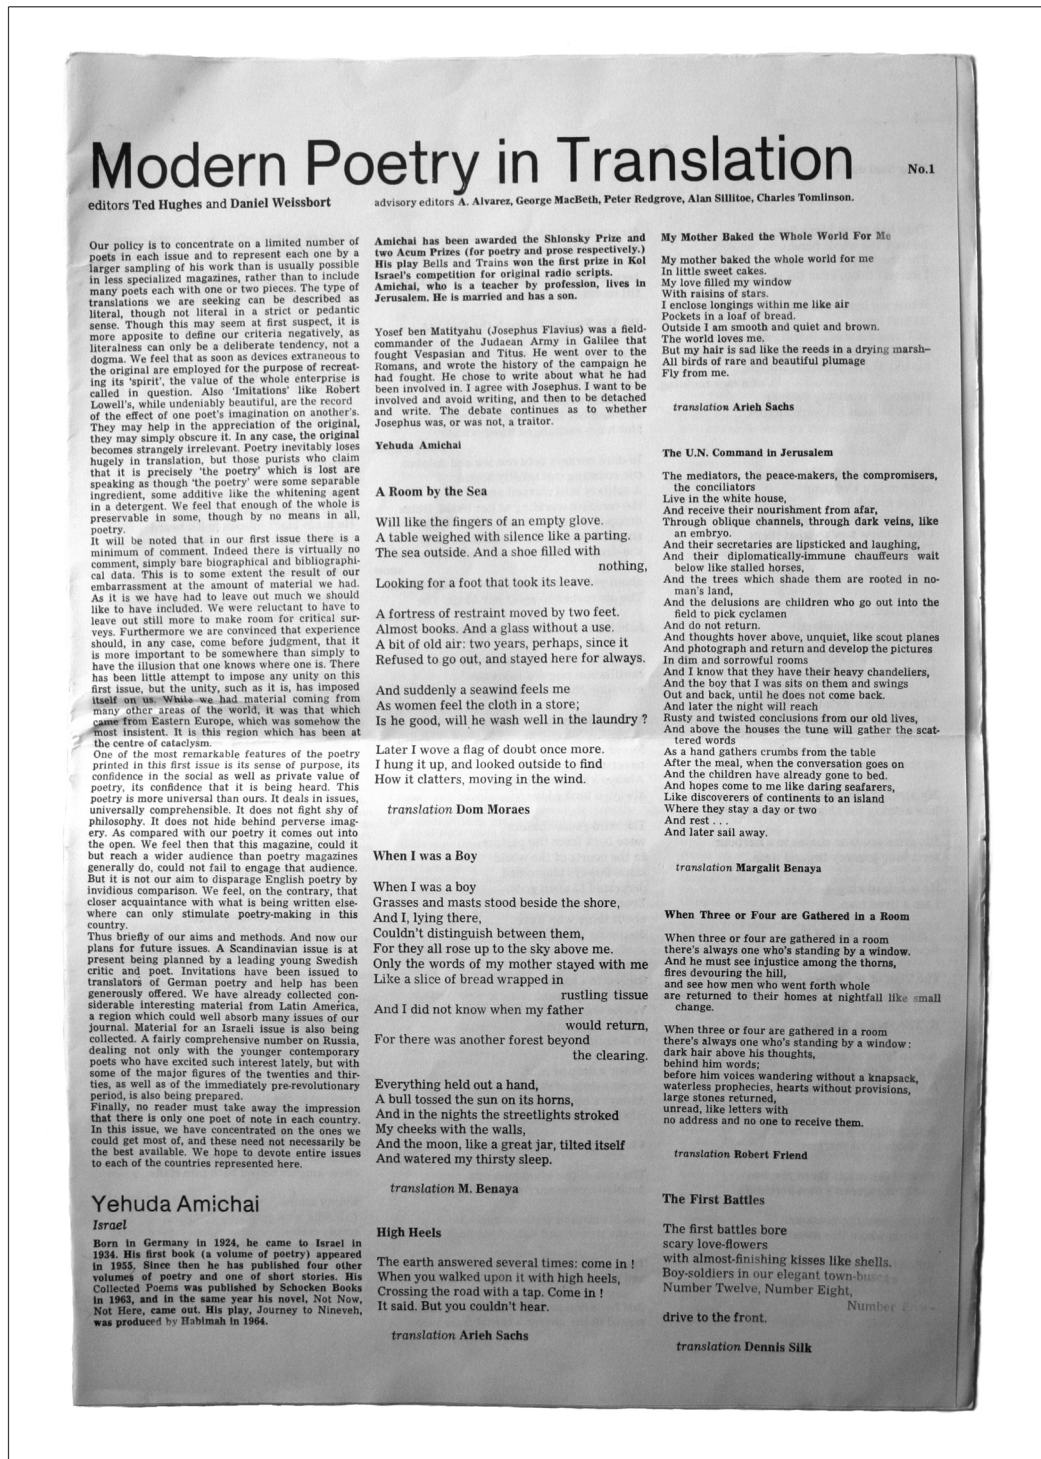 Modern Poetry in Translation
No.1
editors Ted Hughes and Daniel Weissbort
advisory editors A. Alvarez, George MacBeth, Peter Redgrove, Alan Sillitoe, Charles Tomlinson.
Our policy is to concentrate on a limited number of
poets in each issue and to represent each one by a
larger sampling of his work than is usually possible
in less specialized magazines, rather than to include
many poets each with one or two pieces. The type of
translations we are seeking can be described as
literal, though not literal in a strict or pedantic
sense. Though this may seem at first suspect, it is
more apposite to define our criteria negatively, as
literalness can only be a deliberate tendency, not a
dogma. We feel that as soon as devices extraneous to
the original are employed for the purpose of recreat-
ing its 'spirit', the value of the whole enterprise is
called in question. Also 'Imitations' like Robert
Lowell's, while undeniably beautiful, are the record
of the effect of one poet's imagination on another's.
They may help in the appreciation of the original,
they may simply obscure it. In any case, the original
becomes strangely irrelevant. Poetry inevitably loses
hugely in translation, but those purists who claim
that it is precisely 'the poetry' which is lost are
speaking as though 'the poetry' were some separable
ingredient, some additive like the whitening agent
in a detergent. We feel that enough of the whole is
preservable in some, though by no means in all,
poetry.
It will be noted that in our first issue there is a
minimum of comment. Indeed there is virtually no
comment, simply bare biographical and bibliographi-
cal data. This is to some extent the result of our
embarrassment at the amount of material we had.
As it is we have had to leave out much we should
like to have included. We were reluctant to have to
leave out still more to make room for critical sur-
veys. Furthermore we are convinced that experience
should, in any case, come before judgment, that it
is more important to be somewhere than simply to
have the illusion that one knows where one is. There
has been little attempt to impose any unity on this
first issue, but the unity, such as it is, has imposed
itself on us. While we had material coming from
many other areas of the world, it was that which
came from Eastern Europe, which was somehow the
most insistent. It is this region which has been at
the centre of cataclysm.
One of the most remarkable features of the poetry
printed in this first issue is its sense of purpose, its
confidence in the social as well as private value of
poetry, its confidence that it is being heard. This
poetry is more universal than ours. It deals in issues,
universally comprehensible. It does not fight shy of
philosophy. It does not hide behind perverse imag-
ery. As compared with our poetry it comes out into
the open. We feel then that this magazine, could it
but reach a wider audience than poetry magazines
generally do, could not fail to engage that audience.
But it is not our aim to disparage English poetry by
invidious comparison. We feel, on the contrary, that
closer acquaintance with what is being written else-
where can only stimulate poetry-making in this
country.
Thus briefly of our aims and methods. And now our
plans for future issues. A Scandinavian issue is at
present being planned by a leading young Swedish
critic and poet. Invitations have been issued to
translators of German poetry and help has been
generously offered. We have already collected con-
siderable interesting material from Latin America,
a region which could well absorb many issues of our
journal. Material for an Israeli issue is also being
collected. A fairly comprehensive number on Russia,
dealing not only with the younger contemporary
poets who have excited such interest lately, but with
some of the major figures of the twenties and thir-
ties, as well as of the immediately pre-revolutionary
period, is also being prepared.
Finally, no reader must take away the impression
that there is only one poet of note in each country.
In this issue, we have concentrated on the ones we
could get most of, and these need not necessarily be
the best available. We hope to devote entire issues
to each of the countries represented here.
Yehuda Amichai
Israel
Born in Germany in 1924, he came to Israel in
1934. His first book (a volume of poetry) appeared
in 1955. Since then he has published four other
volumes of poetry and one of short stories. His
Collected Poems was published by Schocken Books
in 1963, and in the same year his novel, Not Now,
Not Here, came out. His play, Journey to Nineveh,
was produced by Habimah in 1964.
Amichai has been awarded the Shlonsky Prize and
two Acum Prizes (for poetry and prose respectively.)
His play Bells and Trains won the first prize in Kol
Israel's competition for original radio scripts.
Amichai, who is a teacher by profession, lives in
Jerusalem. He is married and has a son.
Yosef ben Matityahu (Josephus Flavius) was a field-
commander of the Judaean Army in Galilee that
fought Vespasian and Titus. He went over to the
Romans, and wrote the history of the campaign he
had fought. He chose to write about what he had
been involved in. I agree with Josephus. I want to be
involved and avoid writing, and then to be detached
and write. The debate continues as to whether
Josephus was, or was not, a traitor.
Yehuda Amichai
A Room by the Sea
Will like the fingers of an empty glove.
A table weighed with silence like a parting.
The sea outside. And a shoe filled with
nothing,
Looking for a foot that took its leave.
A fortress of restraint moved by two feet.
Almost books. And a glass without a use.
A bit of old air: two years, perhaps, since it
Refused to go out, and stayed here for always.
And suddenly a seawind feels me
As women feel the cloth in a store;
Is he good, will he wash well in the laundry ?
Later I wove a flag of doubt once more.
I hung it up, and looked outside to find
How it clatters, moving in the wind.
translation Dom Moraes
When I was a Boy
When I was a boy
Grasses and masts stood beside the shore,
And I, lying there,
Couldn't distinguish between them,
For they all rose up to the sky above me.
Only the words of my mother stayed with me
Like a slice of bread wrapped in
rustling tissue
And I did not know when my father
would return,
For there was another forest beyond
the clearing.
Everything held out a hand,
A bull tossed the sun on its horns,
And in the nights the streetlights stroked
My cheeks with the walls,
And the moon, like a great jar, tilted itself
And watered my thirsty sleep.
translation M. Benaya
High Heels
The earth answered several times: come in !
When you walked upon it with high heels,
Crossing the road with a tap. Come in !
It said. But you couldn't hear.
translation Arieh Sachs
My Mother Baked the Whole World For Me
My mother baked the whole world for me
In little sweet cakes.
My love filled my window
With raisins of stars.
I enclose longings within me like air
Pockets in a loaf of bread.
Outside I am smooth and quiet and brown.
The world loves me.
But my hair is sad like the reeds in a drying marsh–
All birds of rare and beautiful plumage
Fly from me.
translation Arieh Sachs
The U.N. Command in Jerusalem
The mediators, the peace-makers, the compromisers,
the conciliators
Live in the white house,
And receive their nourishment from afar,
Through oblique channels, through dark veins, like
an embryo.
And their secretaries are lipsticked and laughing,
And their diplomatically-immune chauffeurs wait
below like stalled horses,
And the trees which shade them are rooted in no-
man's land,
And the delusions are children who go out into the
field to pick cyclamen
And do not return.
And thoughts hover above, unquiet, like scout planes
And photograph and return and develop the pictures
In dim and sorrowful rooms
And I know that they have their heavy chandeliers,
And the boy that I was sits on them and swings
Out and back, until he does not come back.
And later the night will reach
Rusty and twisted conclusions from our old lives,
And above the houses the tune will gather the scat-
tered words
As a hand gathers crumbs from the table
After the meal, when the conversation goes on
And the children have already gone to bed.
And hopes come to me like daring seafarers,
Like discoverers of continents to an island
Where they stay a day or two
And rest . . .
And later sail away.
translation Margalit Benaya
When Three or Four are Gathered in a Room
When three or four are gathered in a room
there's always one who's standing by a window.
And he must see injustice among the thorns,
fires devouring the hill,
and see how men who went forth whole
are returned to their homes at nightfall like small
change.
When three or four are gathered in a room
there's always one who's standing by a window :
dark hair above his thoughts,
behind him words;
before him voices wandering without a knapsack,
waterless prophecies, hearts without provisions,
large stones returned,
unread, like letters with
no address and no one to receive them.
translation Robert Friend
The First Battles
The first battles bore
scary love-flowers
with almost-finishing kisses like shells.
Boy-soldiers in our elegant
Number Twelve, Number Eight,
Number
drive to the front.
translation Dennis Silk